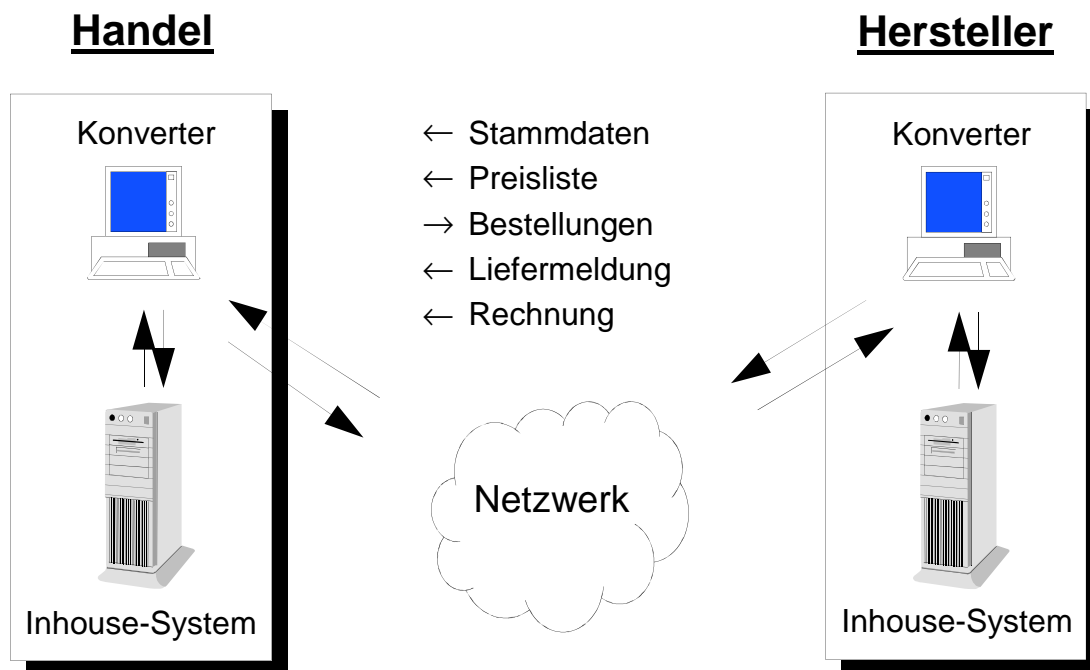 Handel
Hersteller
Konverter
Inhouse-System
← Stammdaten
← Preisliste
→ Bestellungen
← Liefermeldung
← Rechnung
Netzwerk
Konverter
Inhouse-System